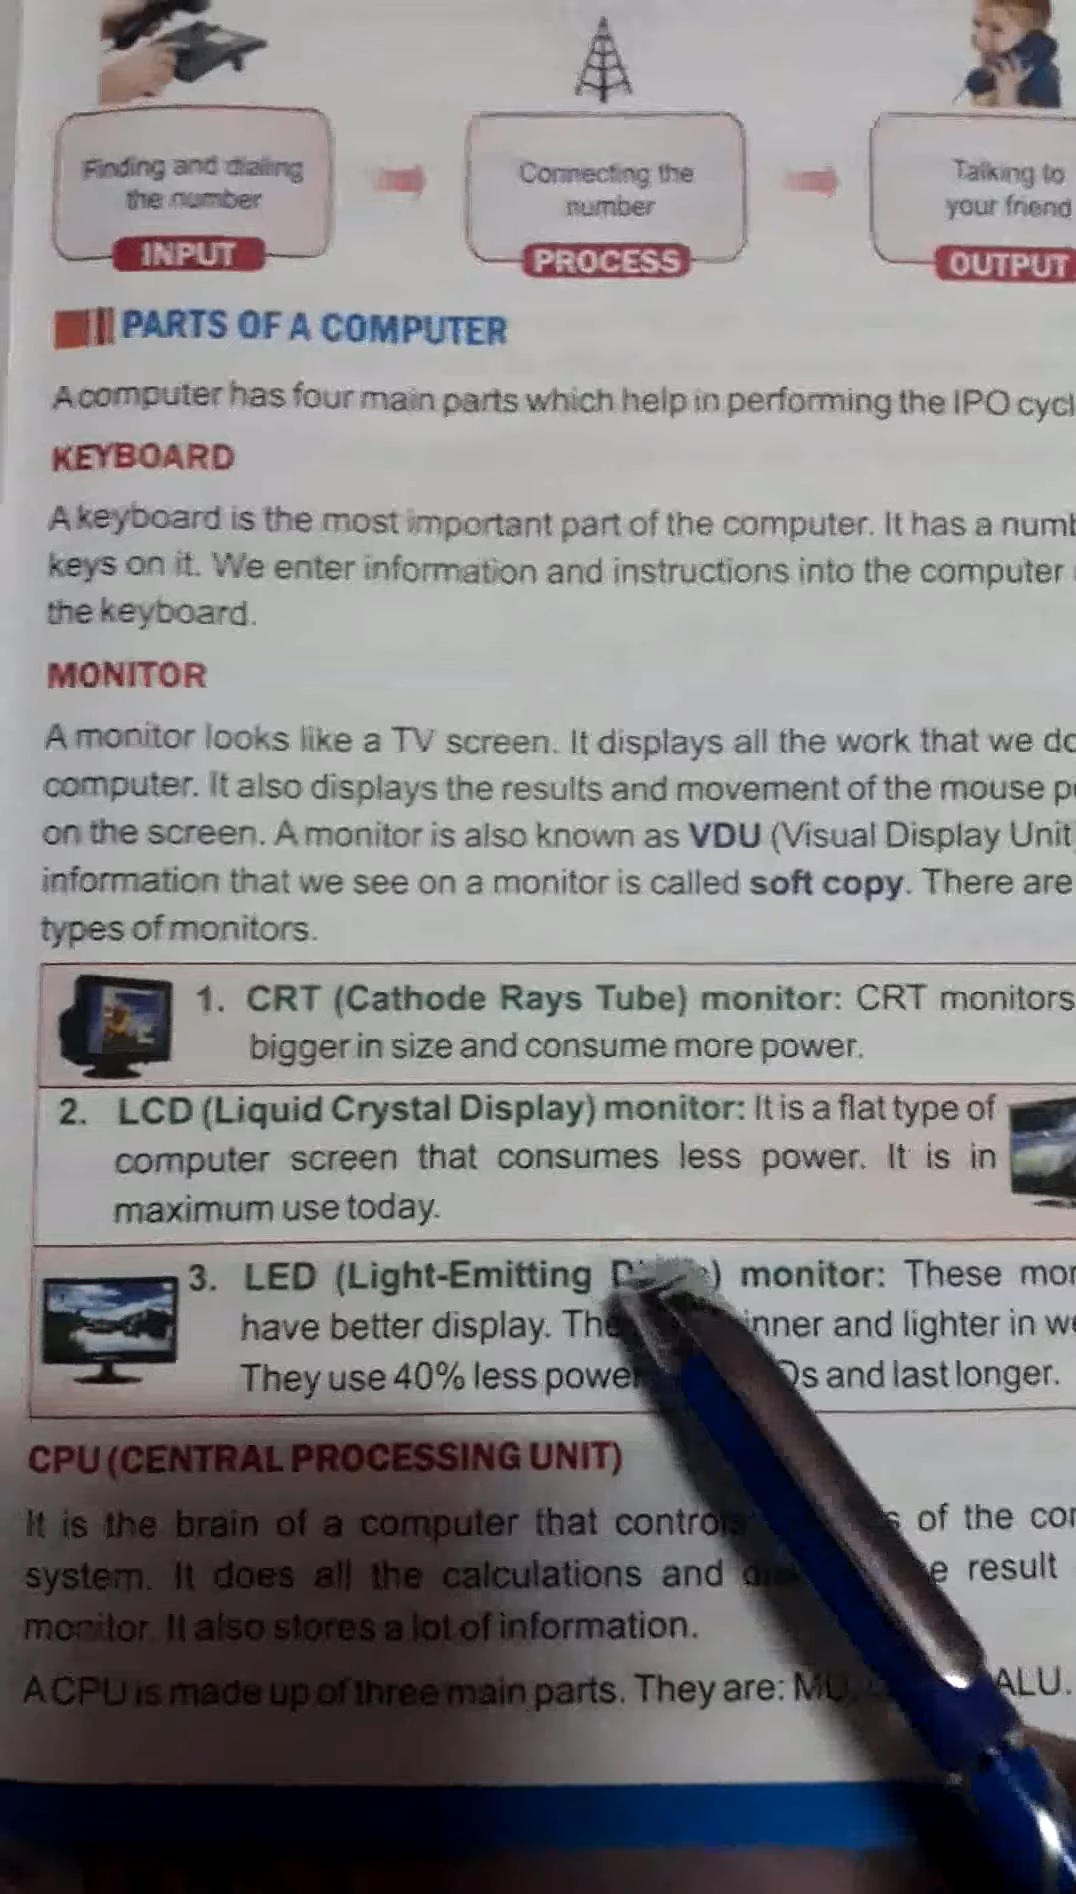 Finding and dialing
the number
INPUT
Connecting the
number
PROCESS
Talking to
your friend
OUTPUT
PARTS OF A COMPUTER
A computer has four main parts which help in performing the IPO cycl
KEYBOARD
A keyboard is the most important part of the computer. It has a numb
keys on it. We enter information and instructions into the computer
the keyboard.
MONITOR
A monitor looks like a TV screen. It displays all the work that we do
computer. It also displays the results and movement of the mouse p
on the screen. A monitor is also known as VDU (Visual Display Unit
information that we see on a monitor is called soft copy. There are
types of monitors.
1. CRT (Cathode Rays Tube) monitor: CRT monitors
bigger in size and consume more power.
2. LCD (Liquid Crystal Display) monitor: It is a flat type of
computer screen that consumes less power. It is in
maximum use today.
3. LED (Light-Emitting ) monitor: These mon
have better display. The inner and lighter in we
They use 40% less power Ds and last longer.
CPU (CENTRAL PROCESSING UNIT)
It is the brain of a computer that controls of the con
system. It does all the calculations and result
monitor. It also stores a lot of information.
A CPU is made up of three main parts. They are: MU, ALU.